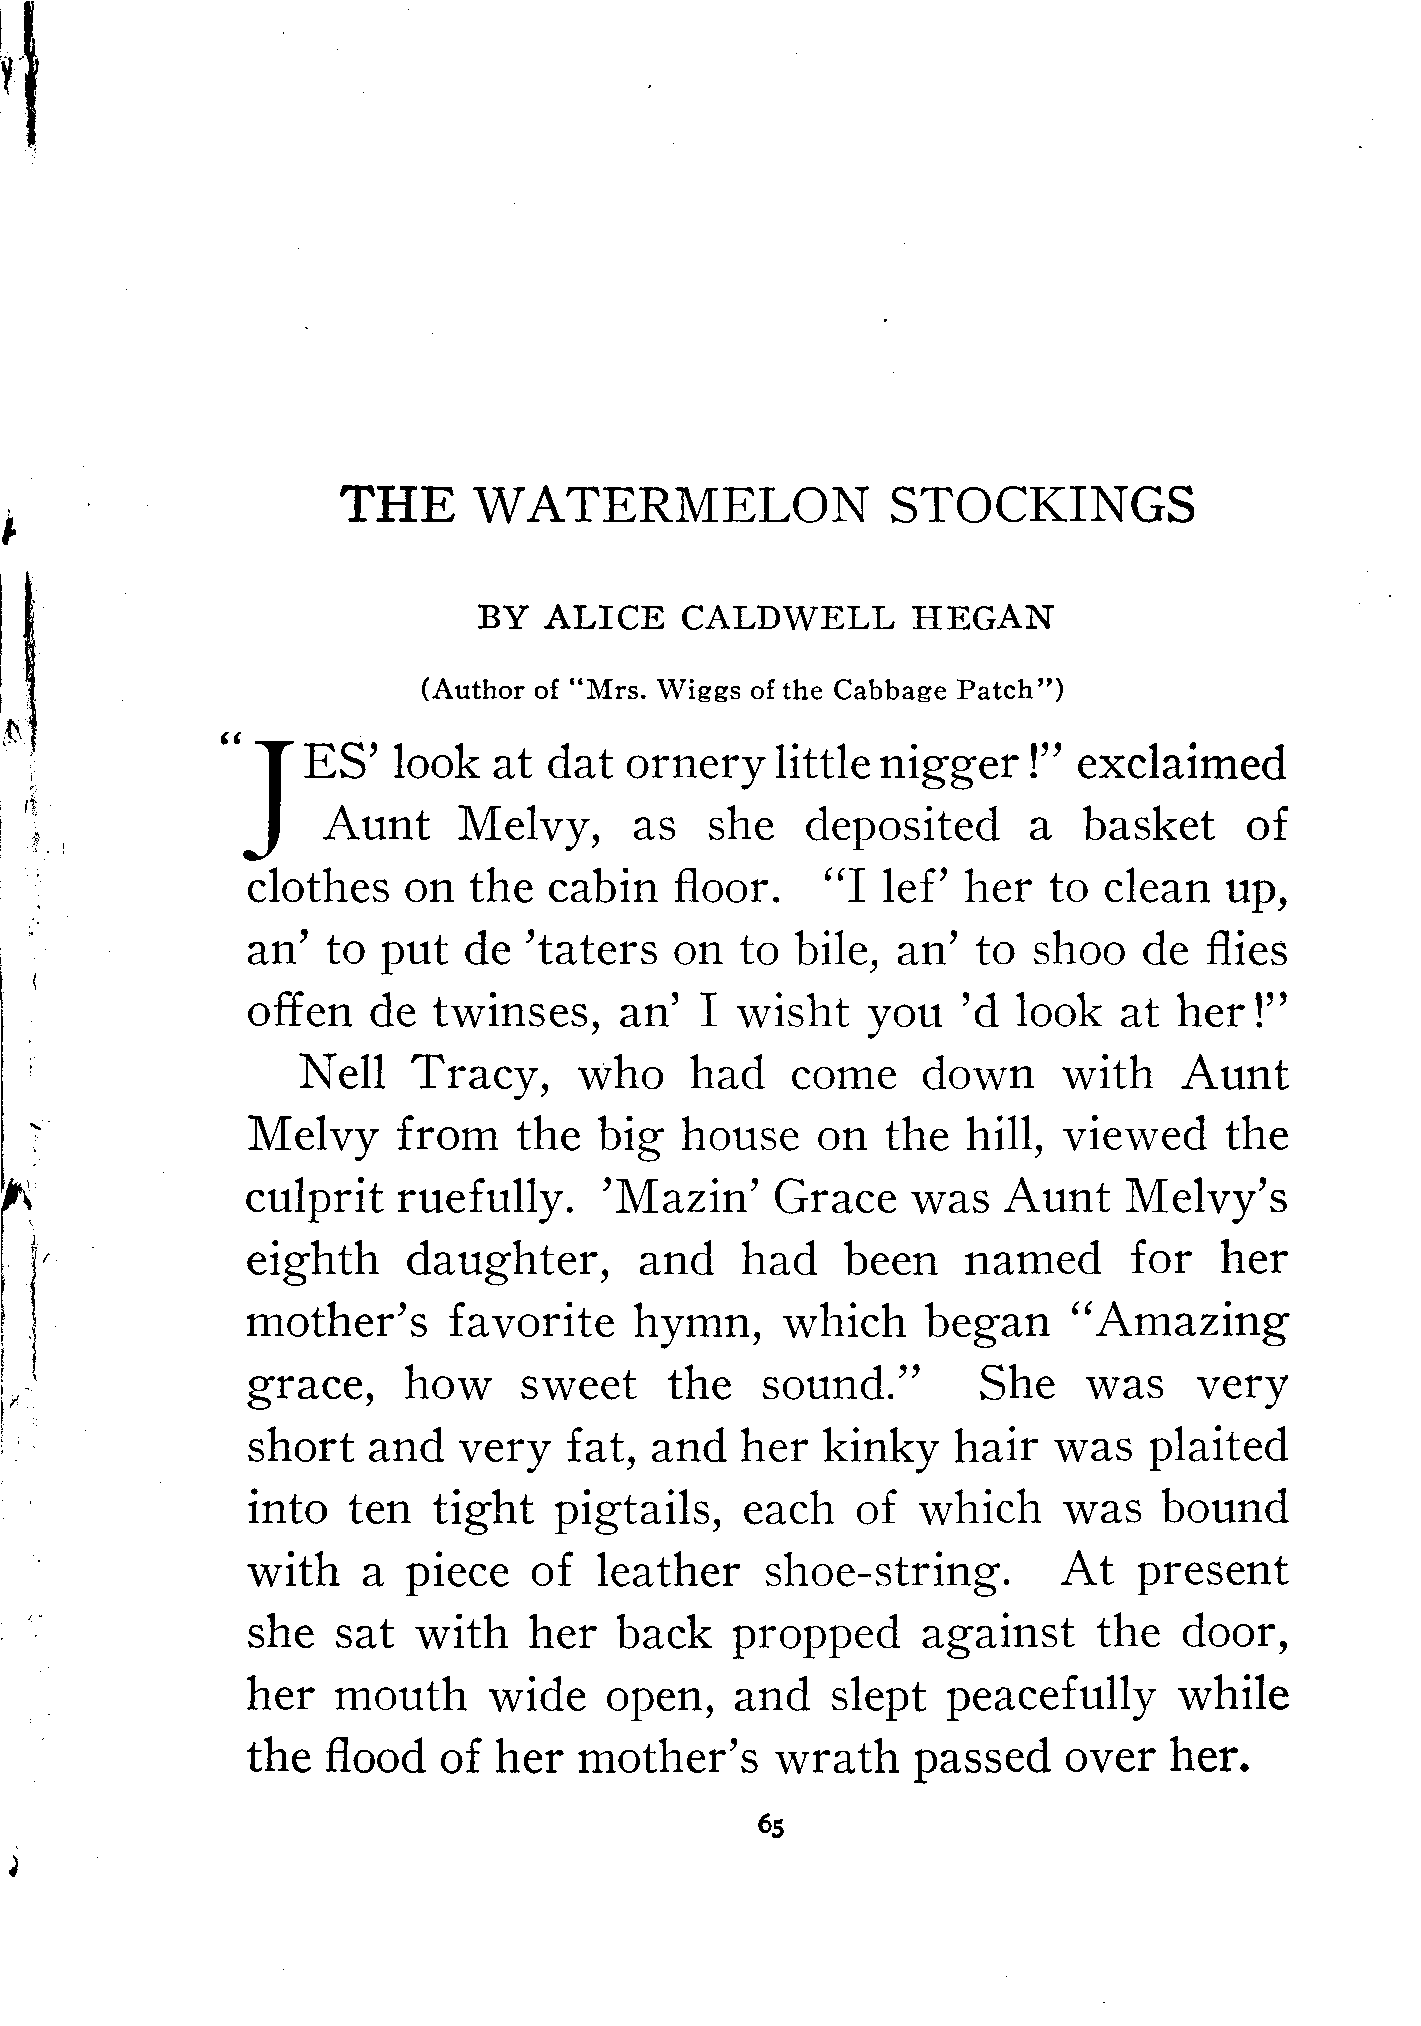 THE WATERMELON STOCKINGS
BY ALICE CALDWELL HEGAN
(Author of "Mrs. Wiggs of the Cabbage Patch")
"JES' look at dat ornery little nigger!" exclaimed
Aunt Melvy, as she deposited a basket of
clothes on the cabin floor. "I lef' her to clean up,
an' to put de 'taters on to bile, an' to shoo de flies
offen de twinses, an' I wisht you 'd look at her!"
Nell Tracy, who had come down with Aunt
Melvy from the big house on the hill, viewed the
culprit ruefully. 'Mazin' Grace was Aunt Melvy's
eighth daughter, and had been named for her
mother's favorite hymn, which began "Amazing
grace, how sweet the sound." She was very
short and very fat, and her kinky hair was plaited
into ten tight pigtails, each of which was bound
with a piece of leather shoe-string. At present
she sat with her back propped against the door,
her mouth wide open, and slept peacefully while
the flood of her mother's wrath passed over her.
65